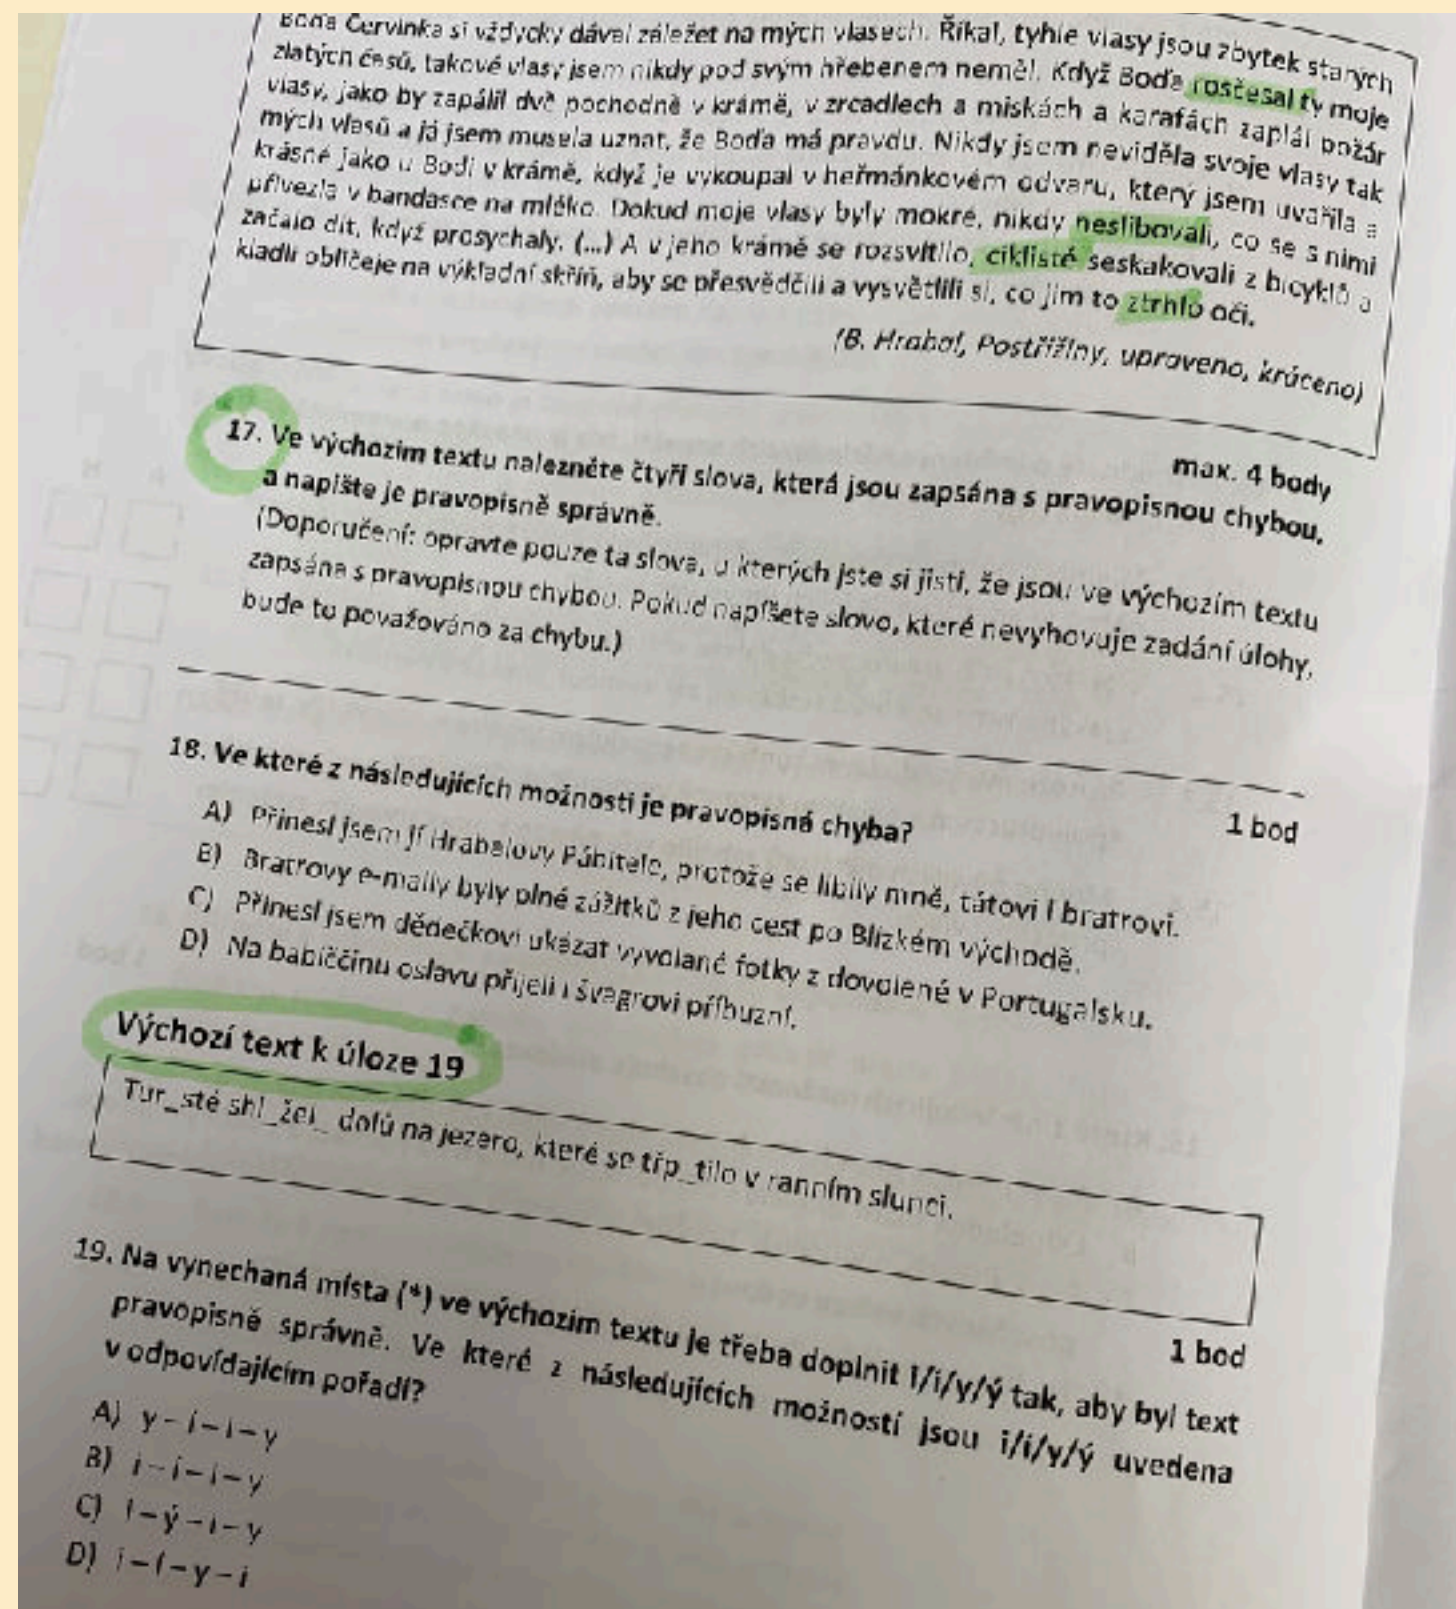 Boďa Červinka si vždycky dával záležet na mých vlasech. Říkal, tyhle vlasy jsou zbytek starých
zlatých časů, takové vlasy jsem nikdy pod svým hřebenem neměl. Když Boďa rosčesal ty moje
vlasy, jako by zapálil dvě pochodně v krámě, v zrcadlech a miskách a karafách zaplál požár
mých vlasů a já jsem musela uznat, že Boďa má pravdu. Nikdy jsem neviděla svoje vlasy tak
krásné jako u Bodi v krámě, když je vykoupal v heřmánkovém odvaru, který jsem uvařila a
přivezla v bandasce na mléko. Dokud moje vlasy byly mokré, nikdy neslibovali, co se s nimi
začalo dít, když prosychaly. (...) A v jeho krámě se rozsvítilo, ciklisté seskakovali z bicyklů a
kladli obličeje na výkladní skříň, aby se přesvědčili a vysvětlili si, co jim to ztrhlo oči.
(B. Hrabal, Postřižiny, upraveno, kráceno)
max. 4 body
17. Ve výchozím textu nalezněte čtyři slova, která jsou zapsána s pravopisnou chybou,
a napište je pravopisně správně.
(Doporučení: opravte pouze ta slova, u kterých jste si jisti, že jsou ve výchozím textu
zapsána s pravopisnou chybou. Pokud napíšete slovo, které nevyhovuje zadání úlohy,
bude to považováno za chybu.)
1 bod
18. Ve které z následujících možností je pravopisná chyba?
A) Přinesl jsem jí Hrabalovy Pábitele, protože se líbily mně, tátovi i bratrovi.
B) Bratrovy e-maily byly plné zážitků z jeho cest po Blízkém východě.
C) Přinesl jsem dědečkovi ukázat vyvolané fotky z dovolené v Portugalsku.
D) Na babiččinu oslavu přijeli i švagrovi příbuzní.
Výchozí text k úloze 19
Tur_sté shl_žel_ dolů na jezero, které se třp_tilo v ranním slunci.
1 bod
19. Na vynechaná místa (*) ve výchozím textu je třeba doplnit i/í/y/ý tak, aby byl text
pravopisně správně. Ve které z následujících možností jsou i/í/y/ý uvedena
v odpovídajícím pořadí?
A) y – í – i – y
B) i – í – i – y
C) i – ý – i – y
D) i – í – y – i